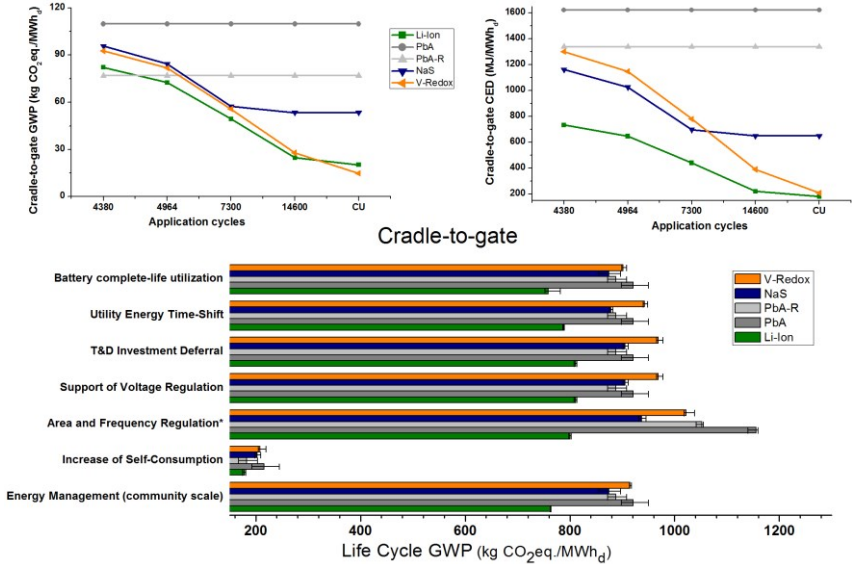 120
90
60
30
0
Cradle-to-gate GWP (kg CO2eq./MWhd)
4380 4964 7300 14600 CU
Application cycles
Li-Ion
PbA
PbA-R
NaS
V-Redox
1600
1400
1200
1000
800
600
400
200
Cradle-to-gate CED (MJ/MWhd)
4380 4964 7300 14600 CU
Application cycles
Cradle-to-gate
Battery complete-life utilization
Utility Energy Time-Shift
T&D Investment Deferral
Support of Voltage Regulation
Area and Frequency Regulation*
Increase of Self-Consumption
Energy Management (community scale)
V-Redox
NaS
PbA-R
PbA
Li-Ion
200 400 600 800 1000 1200
Life Cycle GWP (kg CO2eq./MWhd)